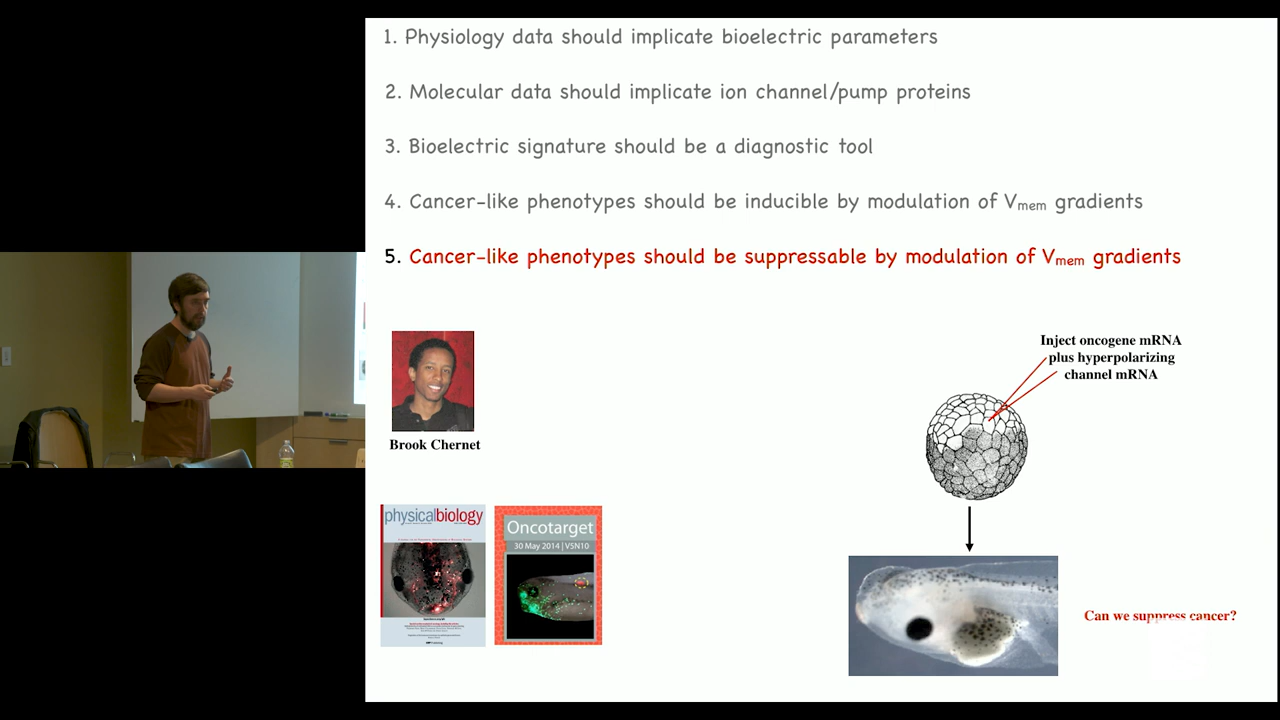 1. Physiology data should implicate bioelectric parameters
2. Molecular data should implicate ion channel/pump proteins
3. Bioelectric signature should be a diagnostic tool
4. Cancer-like phenotypes should be inducible by modulation of Vmem gradients
5. Cancer-like phenotypes should be suppressable by modulation of Vmem gradients
Inject oncogene mRNA
plus hyperpolarizing
channel mRNA
Brook Chernet
physicalbiology
Oncotarget
30 May 2014 | V5N10
Can we suppress cancer?